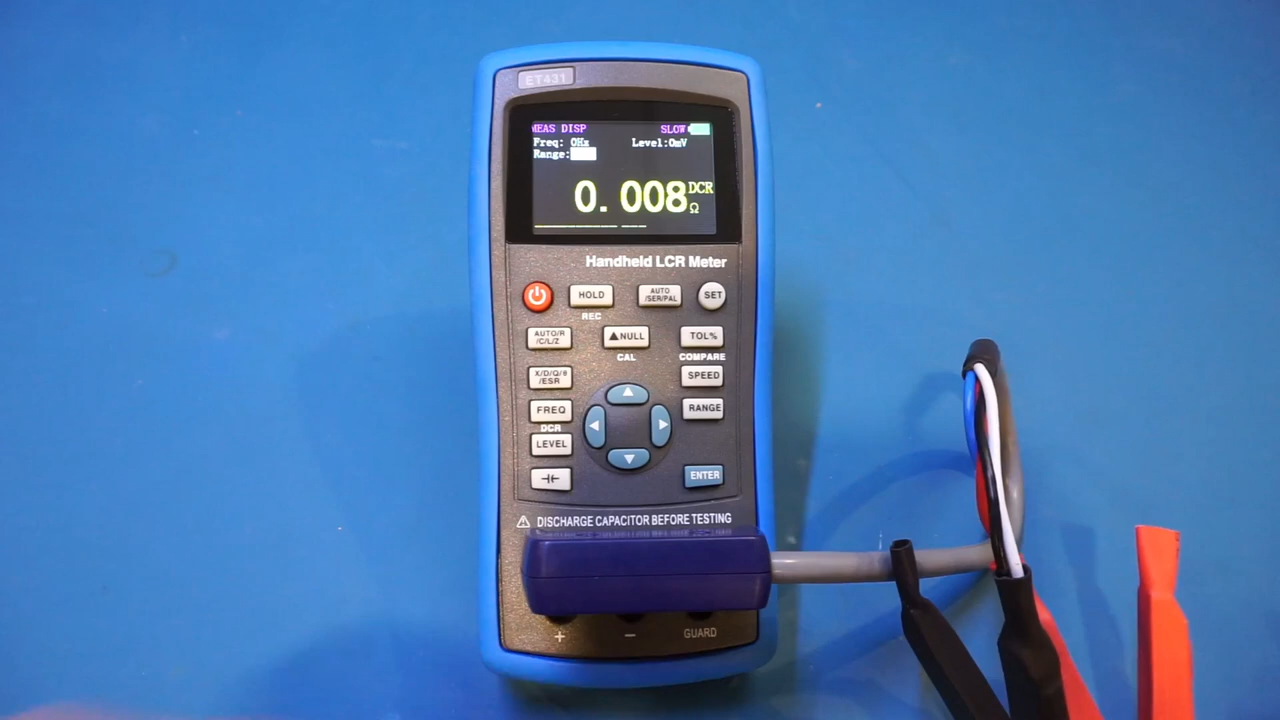 ET431
MEAS DISP SLOW
Freq: 0Hz Level:0mV
Range:
0.008 DCR
Ω
Handheld LCR Meter
HOLD
AUTO
/SER/PAL
SET
REC
AUTO/R
/C/L/Z
▲NULL
TOL%
CAL
COMPARE
X/D/Q/θ
/ESR
SPEED
FREQ
RANGE
DCR
LEVEL
ENTER
DISCHARGE CAPACITOR BEFORE TESTING
+ − GUARD